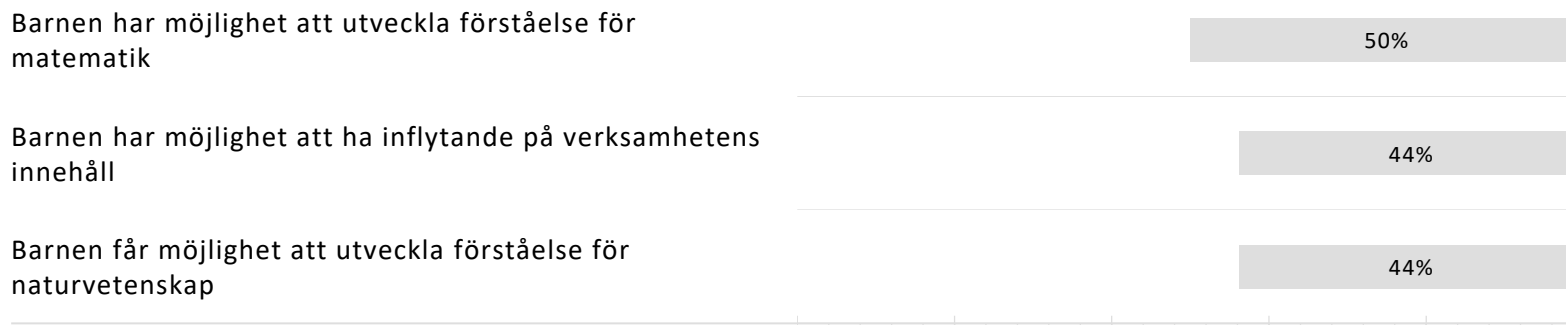 Barnen har möjlighet att utveckla förståelse för
matematik
50%
Barnen har möjlighet att ha inflytande på verksamhetens
innehåll
44%
Barnen får möjlighet att utveckla förståelse för
naturvetenskap
44%